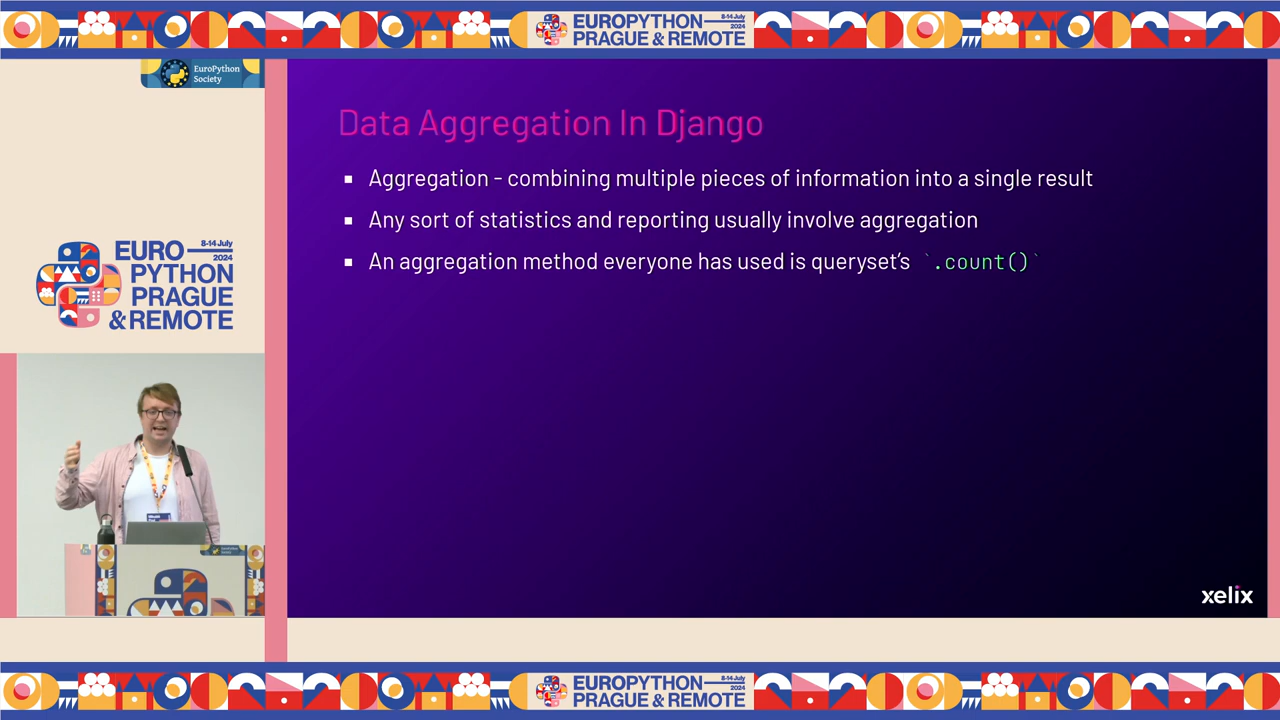 EUROPYTHON
8-14 July
2024
PRAGUE & REMOTE
EuroPython
Society
Data Aggregation In Django
▪ Aggregation - combining multiple pieces of information into a single result
▪ Any sort of statistics and reporting usually involve aggregation
▪ An aggregation method everyone has used is queryset’s `.count()`
EURO
8-14 July
2024
PYTHON
PRAGUE
& REMOTE
xelix
EUROPYTHON
8-14 July
2024
PRAGUE & REMOTE